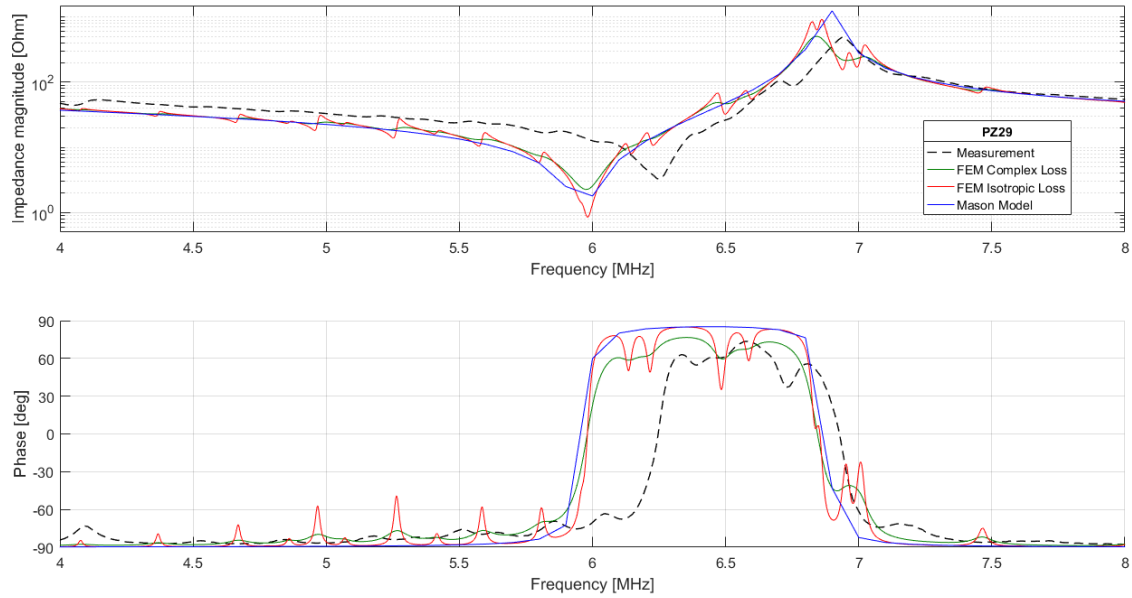 Impedance magnitude [Ohm]
10²
10⁰
PZ29
Measurement
FEM Complex Loss
FEM Isotropic Loss
Mason Model
4 4.5 5 5.5 6 6.5 7 7.5 8
Frequency [MHz]
Phase [deg]
90
60
30
0
-30
-60
-90
4 4.5 5 5.5 6 6.5 7 7.5 8
Frequency [MHz]